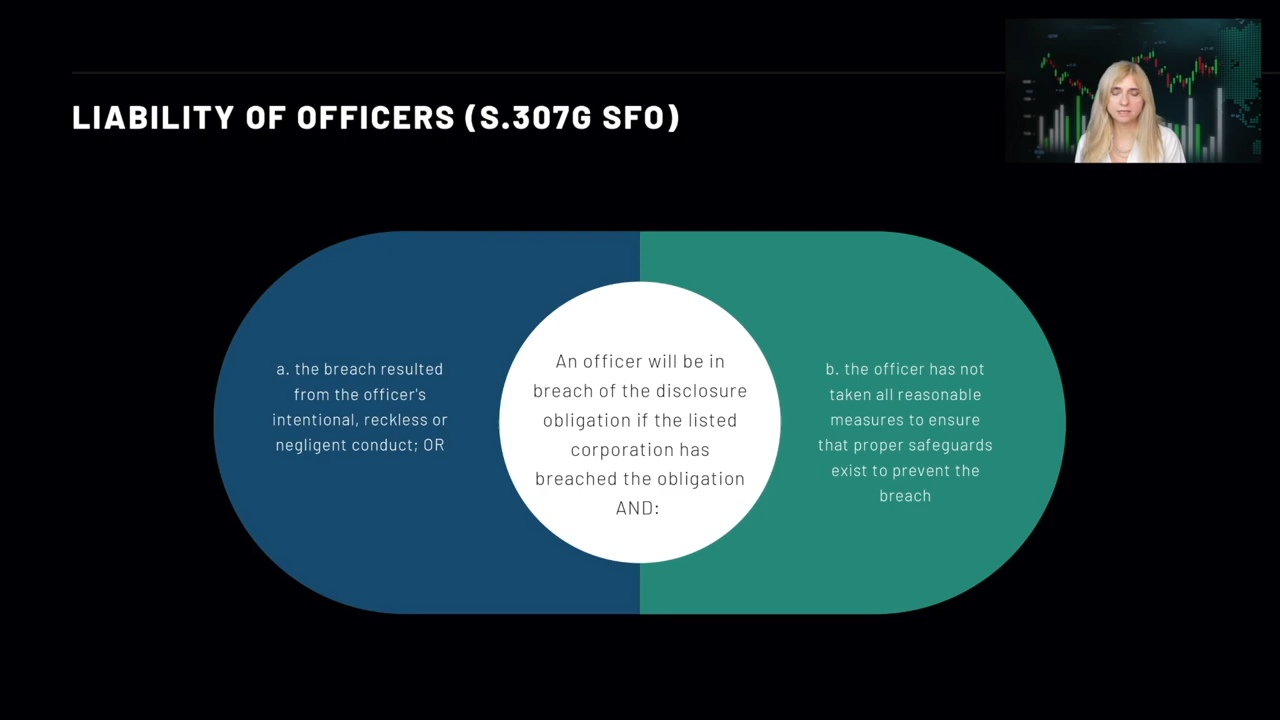 LIABILITY OF OFFICERS (S.307G SFO)
a. the breach resulted
from the officer's
intentional, reckless or
negligent conduct; OR
An officer will be in
breach of the disclosure
obligation if the listed
corporation has
breached the obligation
AND:
b. the officer has not
taken all reasonable
measures to ensure
that proper safeguards
exist to prevent the
breach